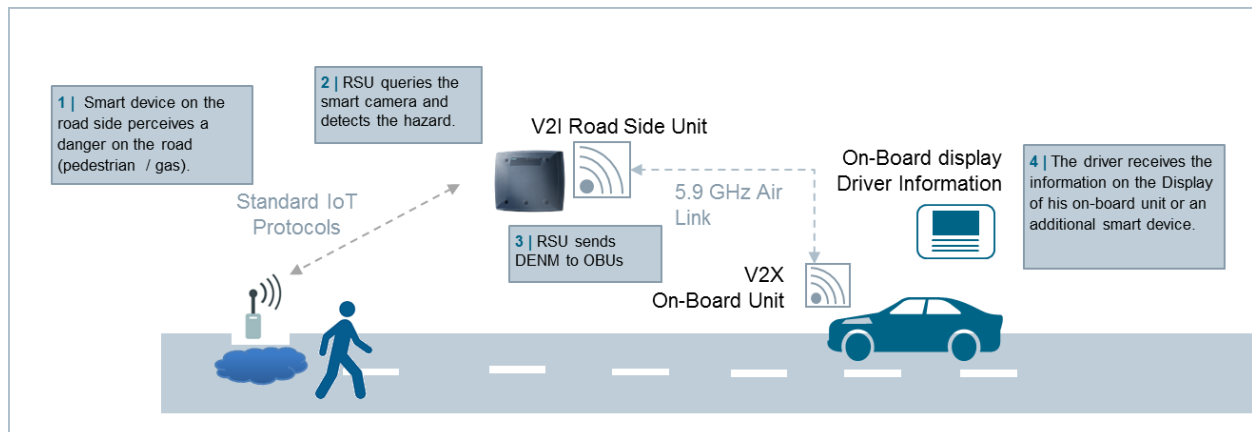 1 | Smart device on the
road side perceives a
danger on the road
(pedestrian / gas).
2 | RSU queries the
smart camera and
detects the hazard.
V2I Road Side Unit
Standard IoT
Protocols
5.9 GHz Air
Link
3 | RSU sends
DENM to OBUs
V2X
On-Board Unit
On-Board display
Driver Information
4 | The driver receives the
information on the Display
of his on-board unit or an
additional smart device.